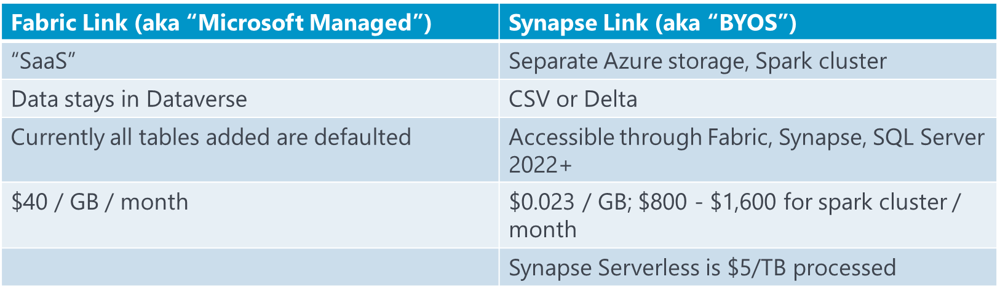 Fabric Link (aka “Microsoft Managed”)
Synapse Link (aka “BYOS”)
“SaaS”
Separate Azure storage, Spark cluster
Data stays in Dataverse
CSV or Delta
Currently all tables added are defaulted
Accessible through Fabric, Synapse, SQL Server
2022+
$40 / GB / month
$0.023 / GB; $800 - $1,600 for spark cluster /
month
Synapse Serverless is $5/TB processed